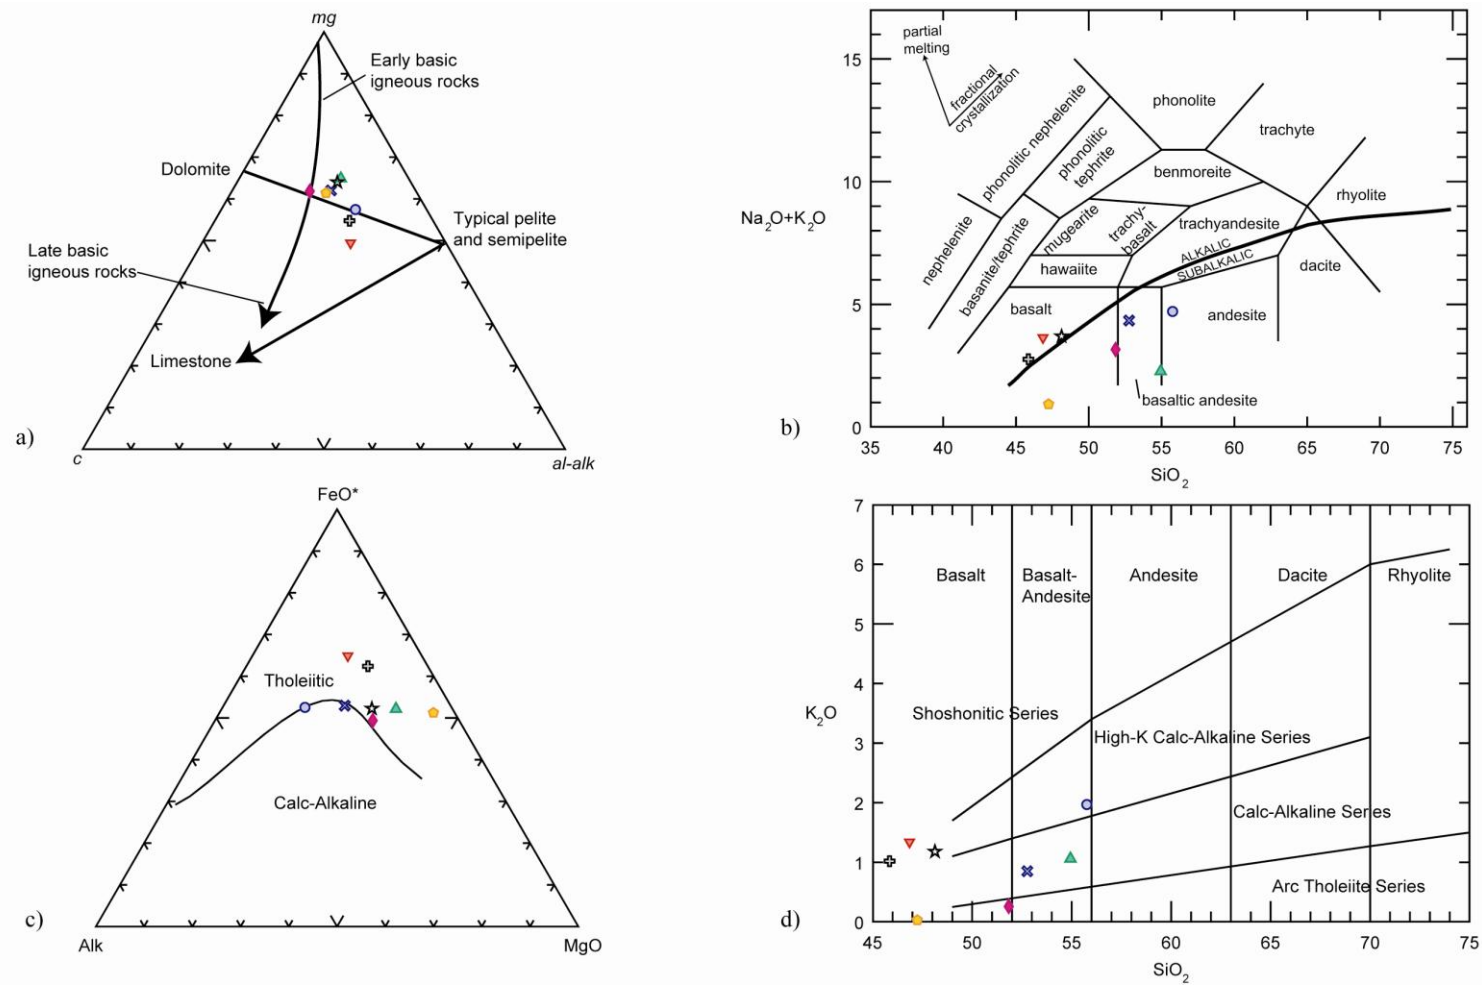 mg
Early basic
igneous rocks
Dolomite
Typical pelite
and semipelite
Late basic
igneous rocks
Limestone
a)
c
al-alk
partial
melting
fractional
crystallization
15
10
5
0
Na2O+K2O
phonolitic nephelenite
phonolitic
tephrite
phonolite
trachyte
benmoreite
rhyolite
nephelenite
basanite/tephrite
mugearite
trachy-
basalt
trachyandesite
hawaiite
ALKALIC
SUBALKALIC
dacite
basalt
andesite
basaltic andesite
b)
35 40 45 50 55 60 65 70 75
SiO2
FeO*
Tholeiitic
Calc-Alkaline
c)
Alk
MgO
7
6
5
4
3
2
1
0
K2O
Basalt
Basalt-
Andesite
Andesite
Dacite
Rhyolite
Shoshonitic Series
High-K Calc-Alkaline Series
Calc-Alkaline Series
Arc Tholeiite Series
d)
45 50 55 60 65 70 75
SiO2